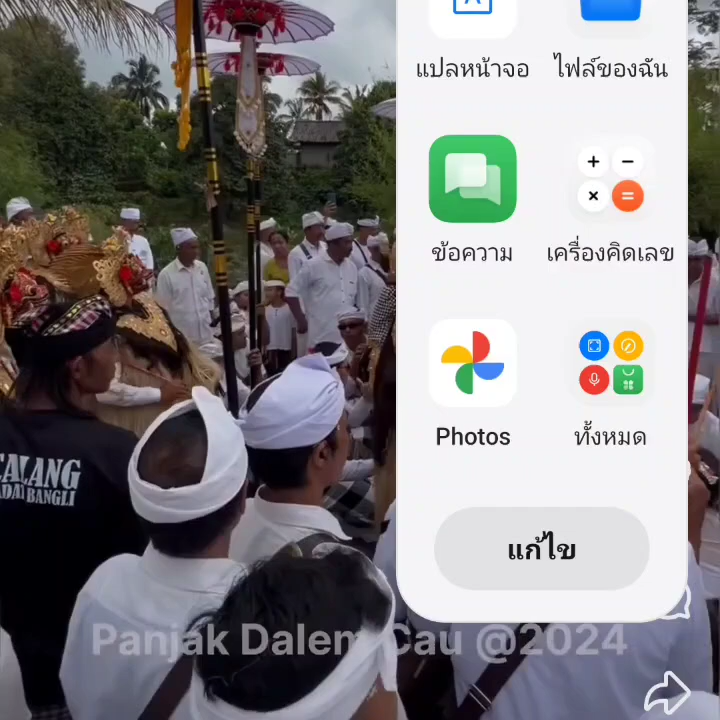 แปลหน้าจอ
ไฟล์ของฉัน
ข้อความ
เครื่องคิดเลข
Photos
ทั้งหมด
แก้ไข
BANGLI
Panjak Dalem Cau @2024